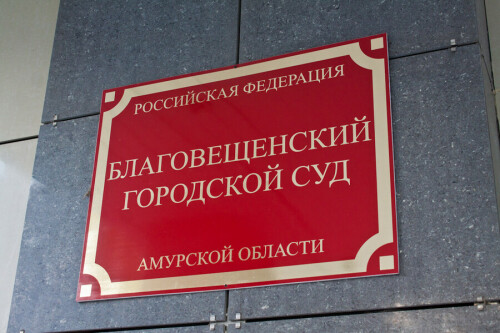 РОССИЙСКАЯ ФЕДЕРАЦИЯ
БЛАГОВЕЩЕНСКИЙ
ГОРОДСКОЙ СУД
АМУРСКОЙ ОБЛАСТИ